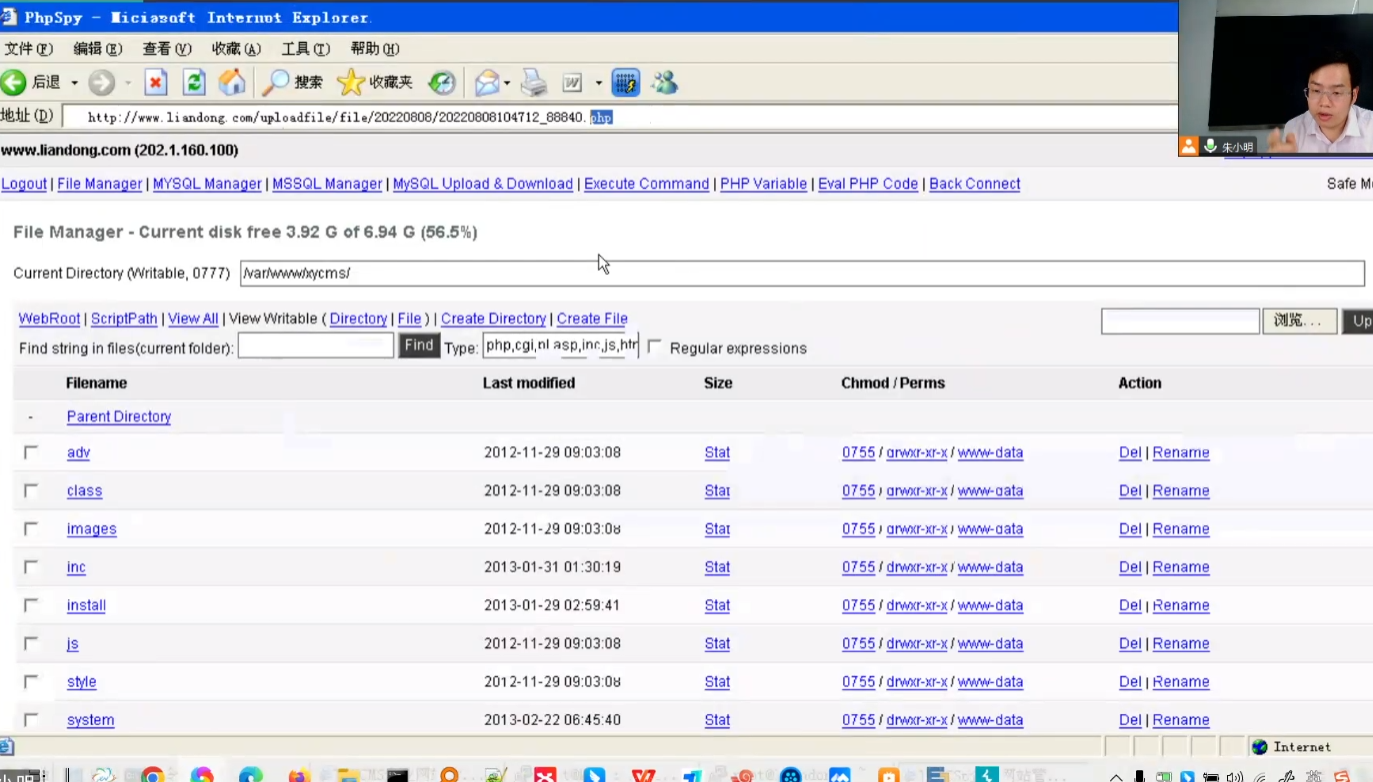 PhpSpy - Miciasoft Internet Explorer
文件(F) 编辑(E) 查看(V) 收藏(A) 工具(T) 帮助(H)
后退 搜索 收藏夹
地址(D) http://www.liandong.com/uploadfile/file/20220808/20220808104712_88840.php
朱小明
www.liandong.com (202.1.160.100)
Logout | File Manager | MYSQL Manager | MSSQL Manager | MySQL Upload & Download | Execute Command | PHP Variable | Eval PHP Code | Back Connect Safe Mo
File Manager - Current disk free 3.92 G of 6.94 G (56.5%)
Current Directory (Writable, 0777) /var/www/xycms/
WebRoot | ScriptPath | View All | View Writable ( Directory | File ) | Create Directory | Create File 浏览... Up
Find string in files(current folder): Find Type: php,cgi,pl,asp,inc,js,htm Regular expressions
Filename Last modified Size Chmod / Perms Action
- Parent Directory
adv 2012-11-29 09:03:08 Stat 0755 / drwxr-xr-x / www-data Del | Rename
class 2012-11-29 09:03:08 Stat 0755 / drwxr-xr-x / www-data Del | Rename
images 2012-11-29 09:03:08 Stat 0755 / drwxr-xr-x / www-data Del | Rename
inc 2013-01-31 01:30:19 Stat 0755 / drwxr-xr-x / www-data Del | Rename
install 2013-01-29 02:59:41 Stat 0755 / drwxr-xr-x / www-data Del | Rename
js 2012-11-29 09:03:08 Stat 0755 / drwxr-xr-x / www-data Del | Rename
style 2012-11-29 09:03:08 Stat 0755 / drwxr-xr-x / www-data Del | Rename
system 2013-02-22 06:45:40 Stat 0755 / drwxr-xr-x / www-data Del | Rename
Internet
英